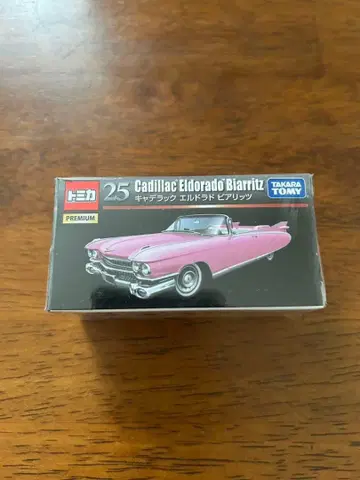 トミカ
PREMIUM
25
Cadillac Eldorado Biarritz
キャデラック エルドラド ビアリッツ
TAKARA
TOMY